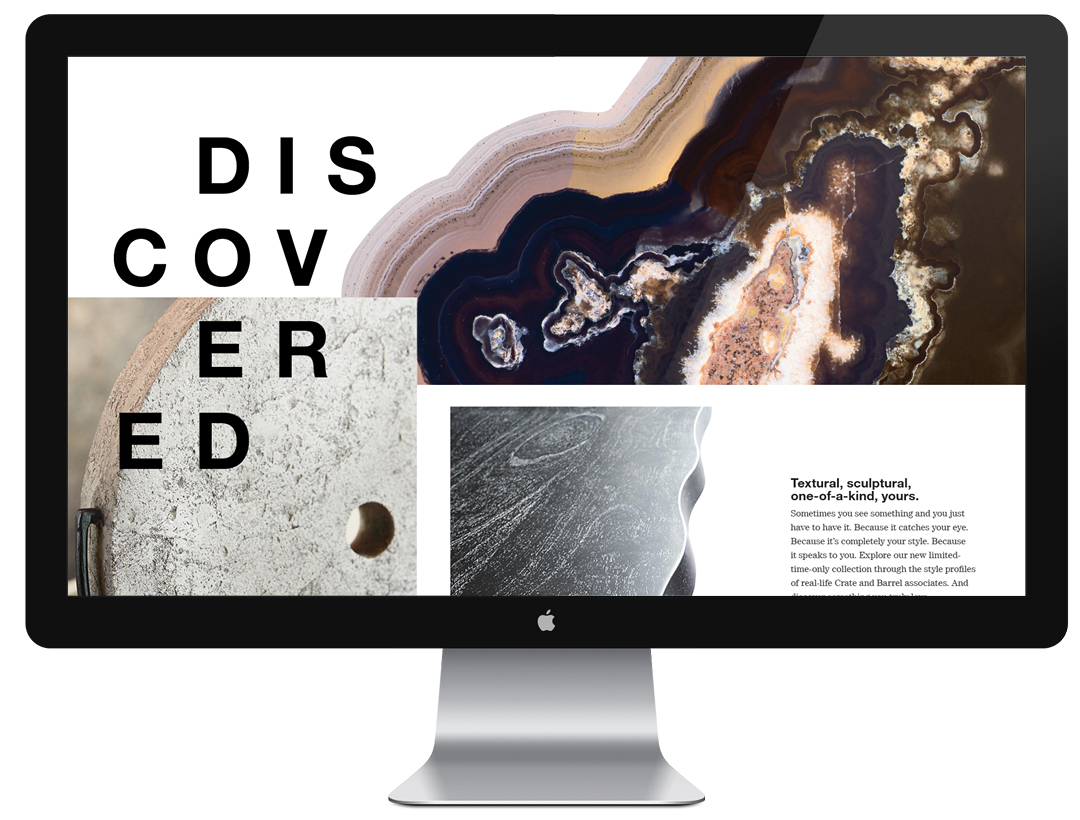 DIS
COV
ER
ED
Textural, sculptural,
one-of-a-kind, yours.
Sometimes you see something and you just
have to have it. Because it catches your eye.
Because it's completely your style. Because
it speaks to you. Explore our new limited-
time-only collection through the style profiles
of real-life Crate and Barrel associates. And